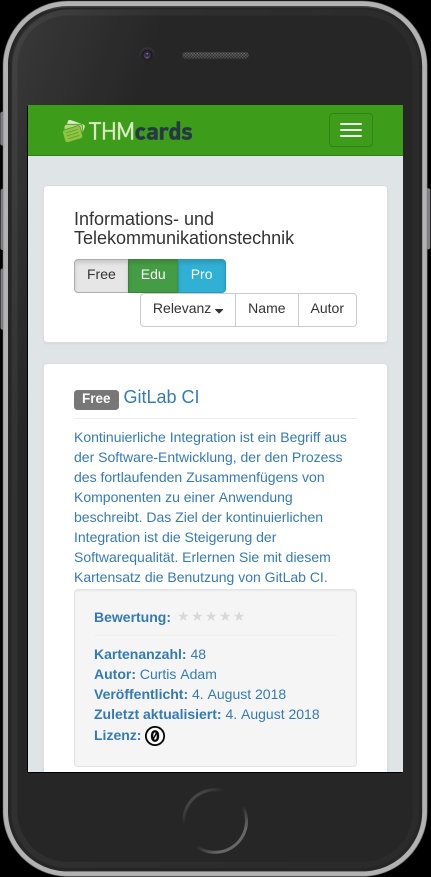 THMcards
Informations- und
Telekommunikationstechnik
Free Edu Pro
Relevanz Name Autor
Free GitLab CI
Kontinuierliche Integration ist ein Begriff aus
der Software-Entwicklung, der den Prozess
des fortlaufenden Zusammenfügens von
Komponenten zu einer Anwendung
beschreibt. Das Ziel der kontinuierlichen
Integration ist die Steigerung der
Softwarequalität. Erlernen Sie mit diesem
Kartensatz die Benutzung von GitLab CI.
Bewertung: ★★★★★
Kartenanzahl: 48
Autor: Curtis Adam
Veröffentlicht: 4. August 2018
Zuletzt aktualisiert: 4. August 2018
Lizenz: 0